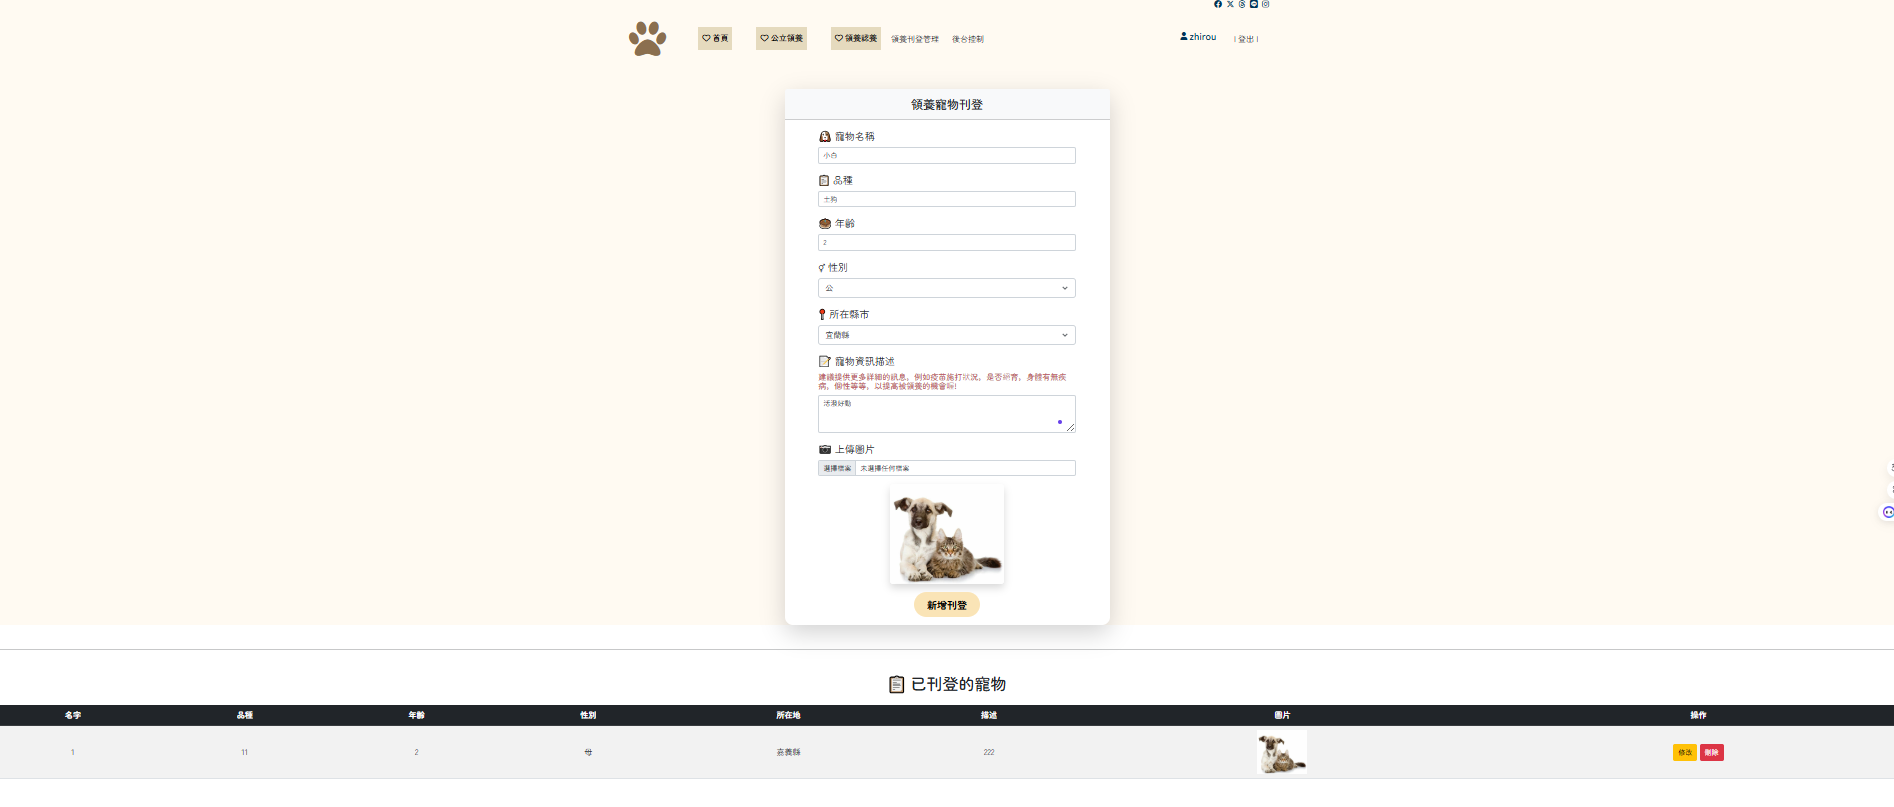 首頁 公立領養 領養認養 領養刊登管理 後台控制 zhirou | 登出 |
領養寵物刊登
寵物名稱
小白
品種
土狗
年齡
2
性別
公
所在縣市
宜蘭縣
寵物資訊描述
建議提供更多詳細的訊息，例如疫苗施打狀況，是否絕育，身體有無疾
病，個性等等，以提高被領養的機會喔!
活潑好動
上傳圖片
選擇檔案 未選擇任何檔案
新增刊登
已刊登的寵物
名字 品種 年齡 性別 所在地 描述 圖片 操作
1 11 2 母 嘉義縣 222 修改 刪除